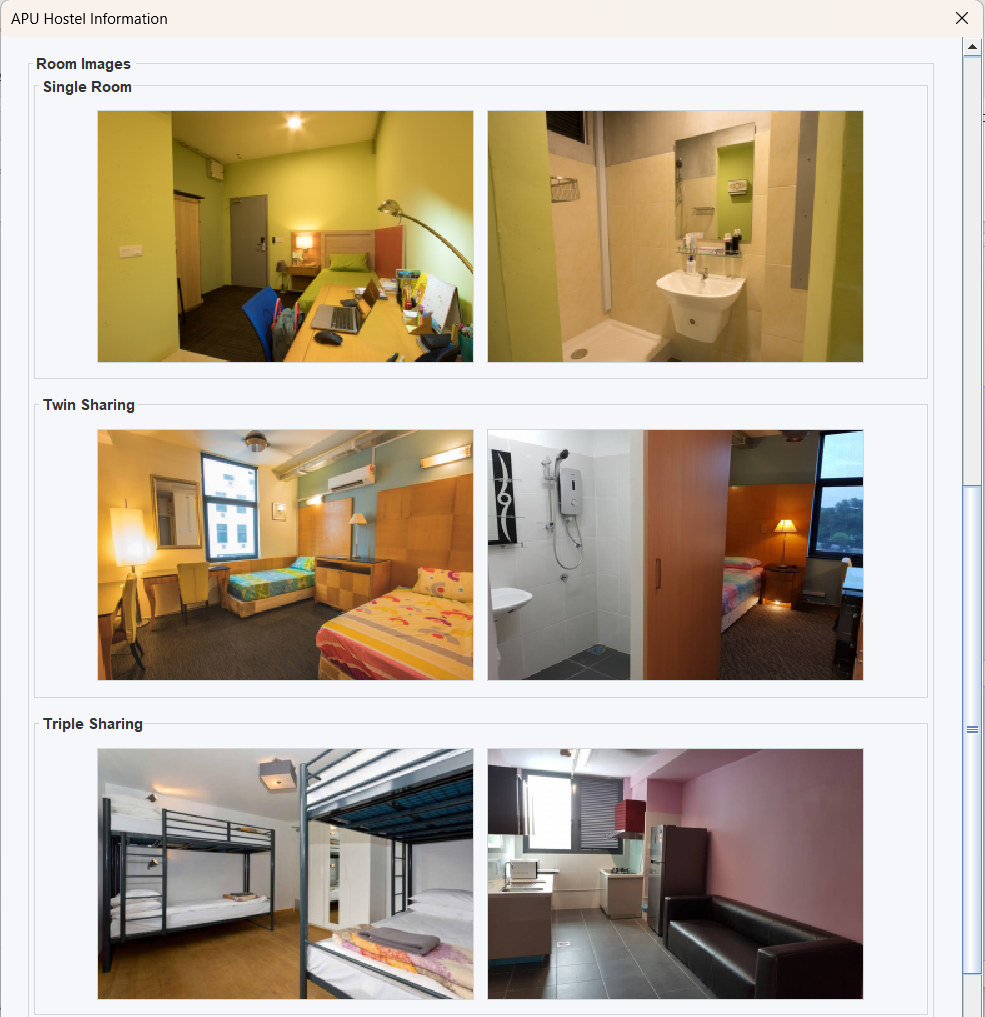 APU Hostel Information
Room Images
Single Room
Twin Sharing
Triple Sharing